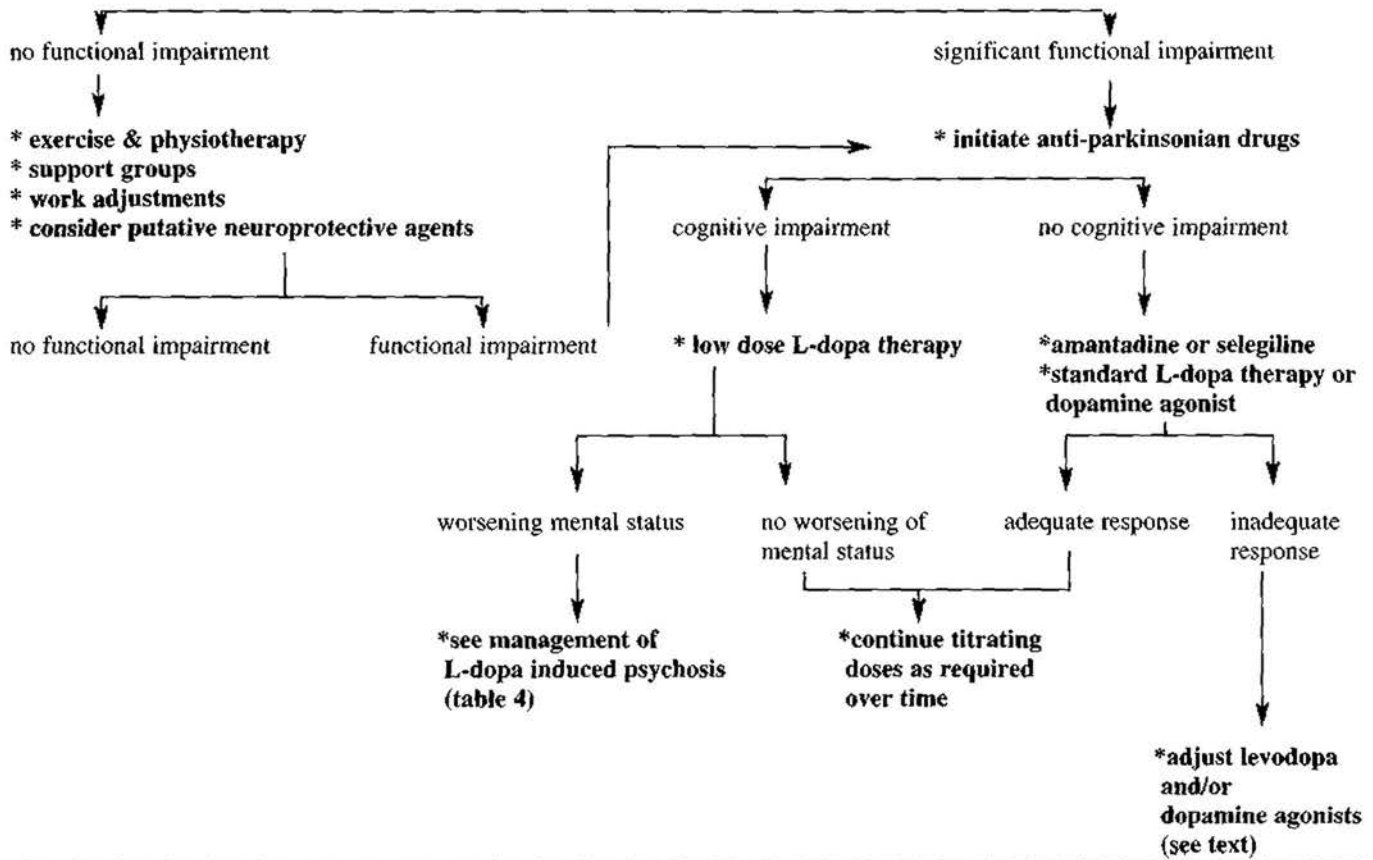 no functional impairment
significant functional impairment
* exercise & physiotherapy
* support groups
* work adjustments
* consider putative neuroprotective agents
* initiate anti-parkinsonian drugs
cognitive impairment
no cognitive impairment
no functional impairment
functional impairment
* low dose L-dopa therapy
*amantadine or selegiline
*standard L-dopa therapy or
dopamine agonist
worsening mental status
no worsening of
mental status
adequate response
inadequate
response
*see management of
L-dopa induced psychosis
(table 4)
*continue titrating
doses as required
over time
*adjust levodopa
and/or
dopamine agonists
(see text)